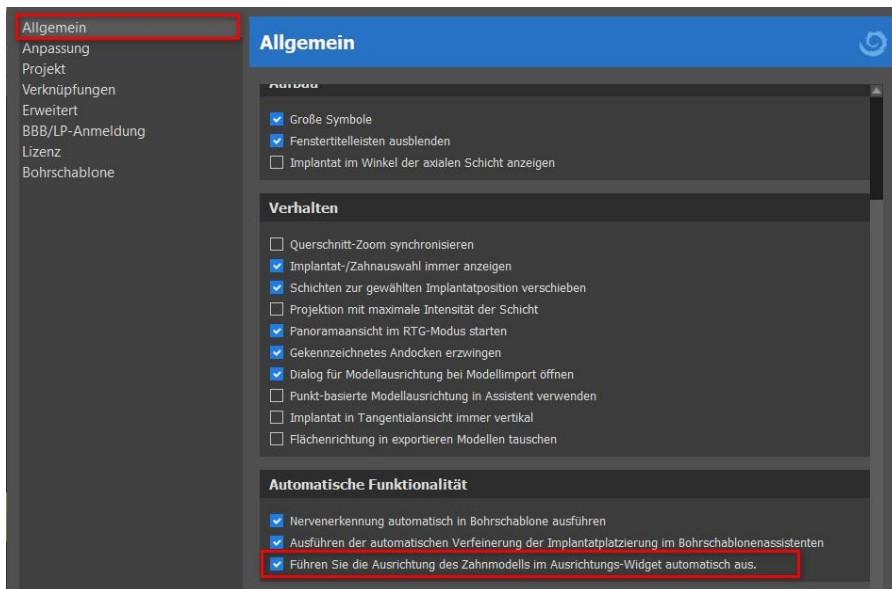 Allgemein
Anpassung
Projekt
Verknüpfungen
Erweitert
BBB/LP-Anmeldung
Lizenz
Bohrschablone
Allgemein
Aufbau
Große Symbole
Fenstertitelleisten ausblenden
Implantat im Winkel der axialen Schicht anzeigen
Verhalten
Querschnitt-Zoom synchronisieren
Implantat-/Zahnauswahl immer anzeigen
Schichten zur gewählten Implantatposition verschieben
Projektion mit maximale Intensität der Schicht
Panoramaansicht im RTG-Modus starten
Gekennzeichnetes Andocken erzwingen
Dialog für Modellausrichtung bei Modellimport öffnen
Punkt-basierte Modellausrichtung in Assistent verwenden
Implantat in Tangentialansicht immer vertikal
Flächenrichtung in exportieren Modellen tauschen
Automatische Funktionalität
Nervenerkennung automatisch in Bohrschablone ausführen
Ausführen der automatischen Verfeinerung der Implantatplatzierung im Bohrschablonenassistenten
Führen Sie die Ausrichtung des Zahnmodells im Ausrichtungs-Widget automatisch aus.